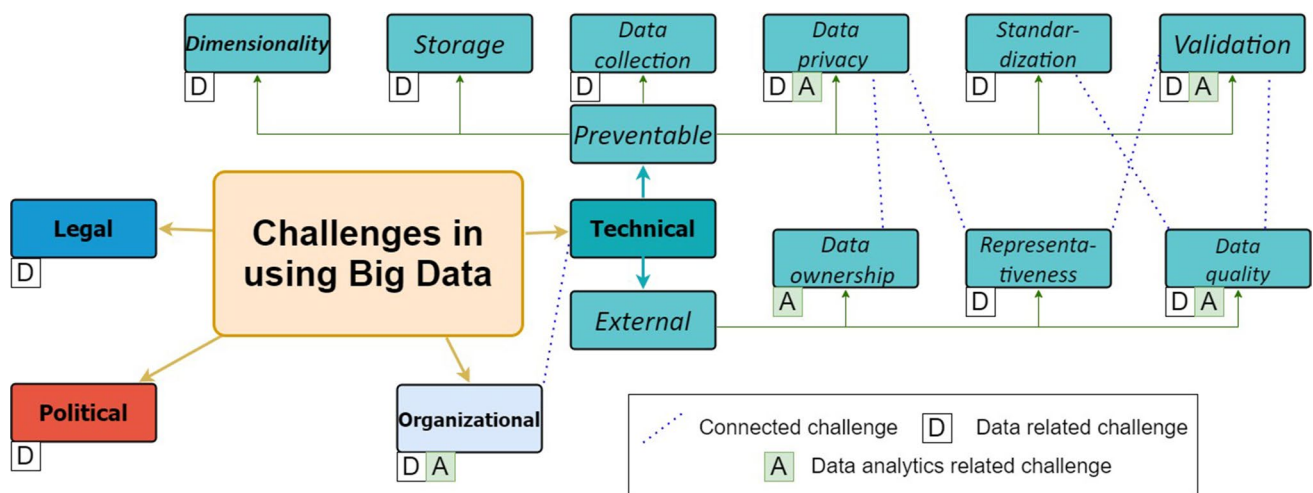 Dimensionality
D
Storage
D
Data
collection
D
Data
privacy
D A
Standar-
dization
D
Validation
D A
Preventable
Legal
D
Challenges in
using Big Data
Technical
Data
ownership
A
Representa-
tiveness
D
Data
quality
D A
External
Political
D
Organizational
D A
Connected challenge
D Data related challenge
A Data analytics related challenge